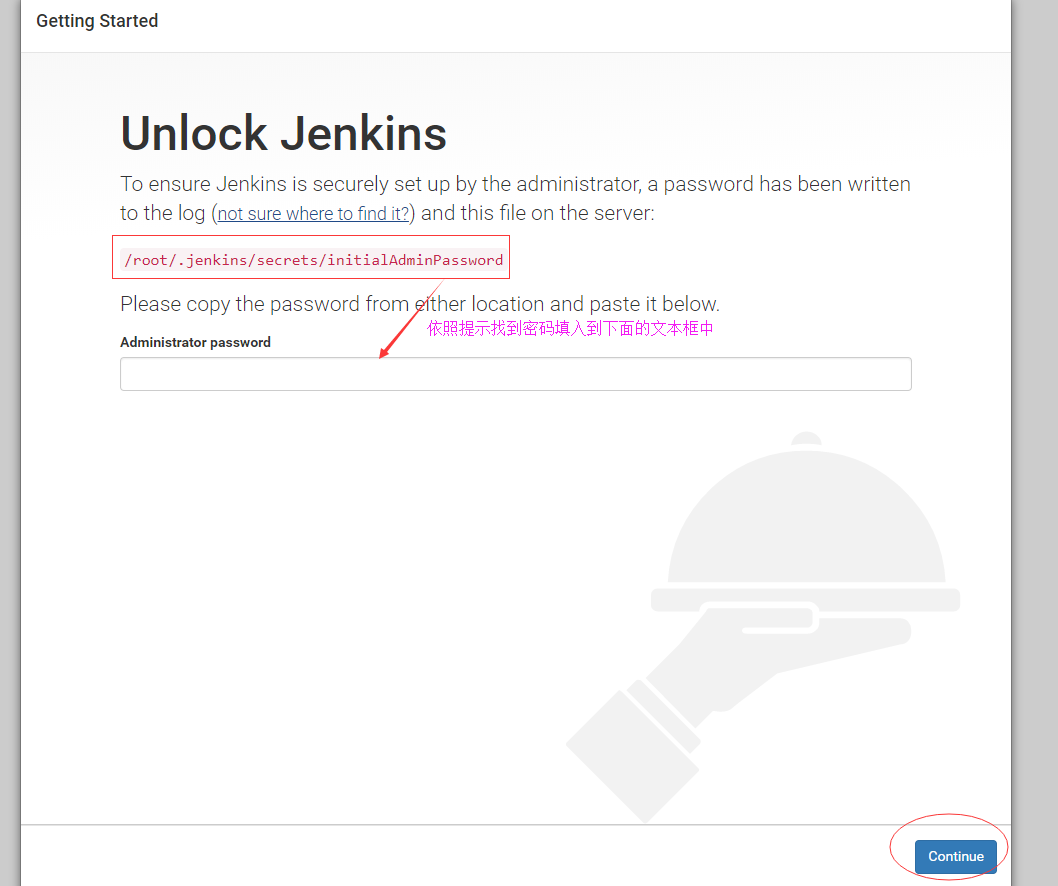 Getting Started
Unlock Jenkins
To ensure Jenkins is securely set up by the administrator, a password has been written
to the log (not sure where to find it?) and this file on the server:
/root/.jenkins/secrets/initialAdminPassword
Please copy the password from either location and paste it below.
依照提示找到密码填入到下面的文本框中
Administrator password
Continue